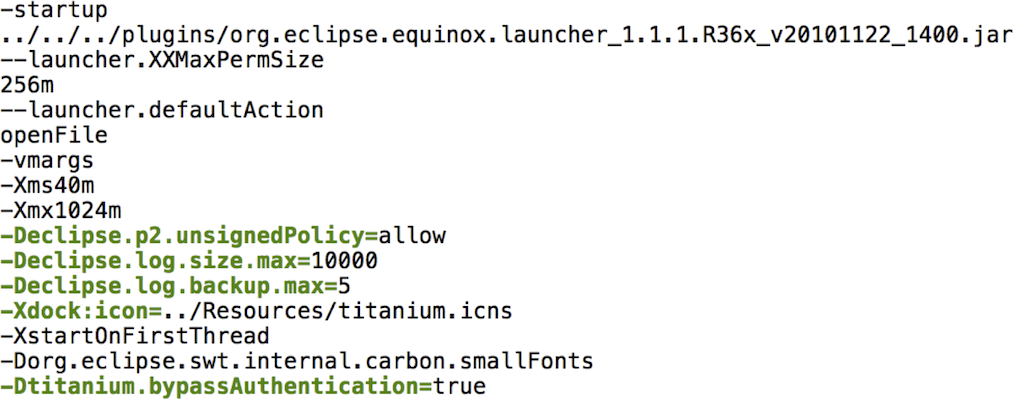 -startup
../../../plugins/org.eclipse.equinox.launcher_1.1.1.R36x_v20101122_1400.jar
--launcher.XXMaxPermSize
256m
--launcher.defaultAction
openFile
-vmargs
-Xms40m
-Xmx1024m
-Declipse.p2.unsignedPolicy=allow
-Declipse.log.size.max=10000
-Declipse.log.backup.max=5
-Xdock:icon=../Resources/titanium.icns
-XstartOnFirstThread
-Dorg.eclipse.swt.internal.carbon.smallFonts
-Dtitanium.bypassAuthentication=true